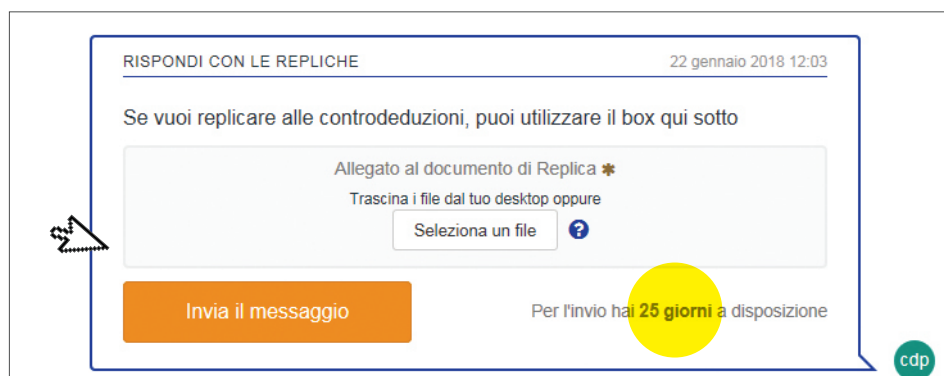 RISPONDI CON LE REPLICHE 22 gennaio 2018 12:03
Se vuoi replicare alle controdeduzioni, puoi utilizzare il box qui sotto
Allegato al documento di Replica ✱
Trascina i file dal tuo desktop oppure
Seleziona un file ?
Invia il messaggio Per l'invio hai 25 giorni a disposizione
cdp